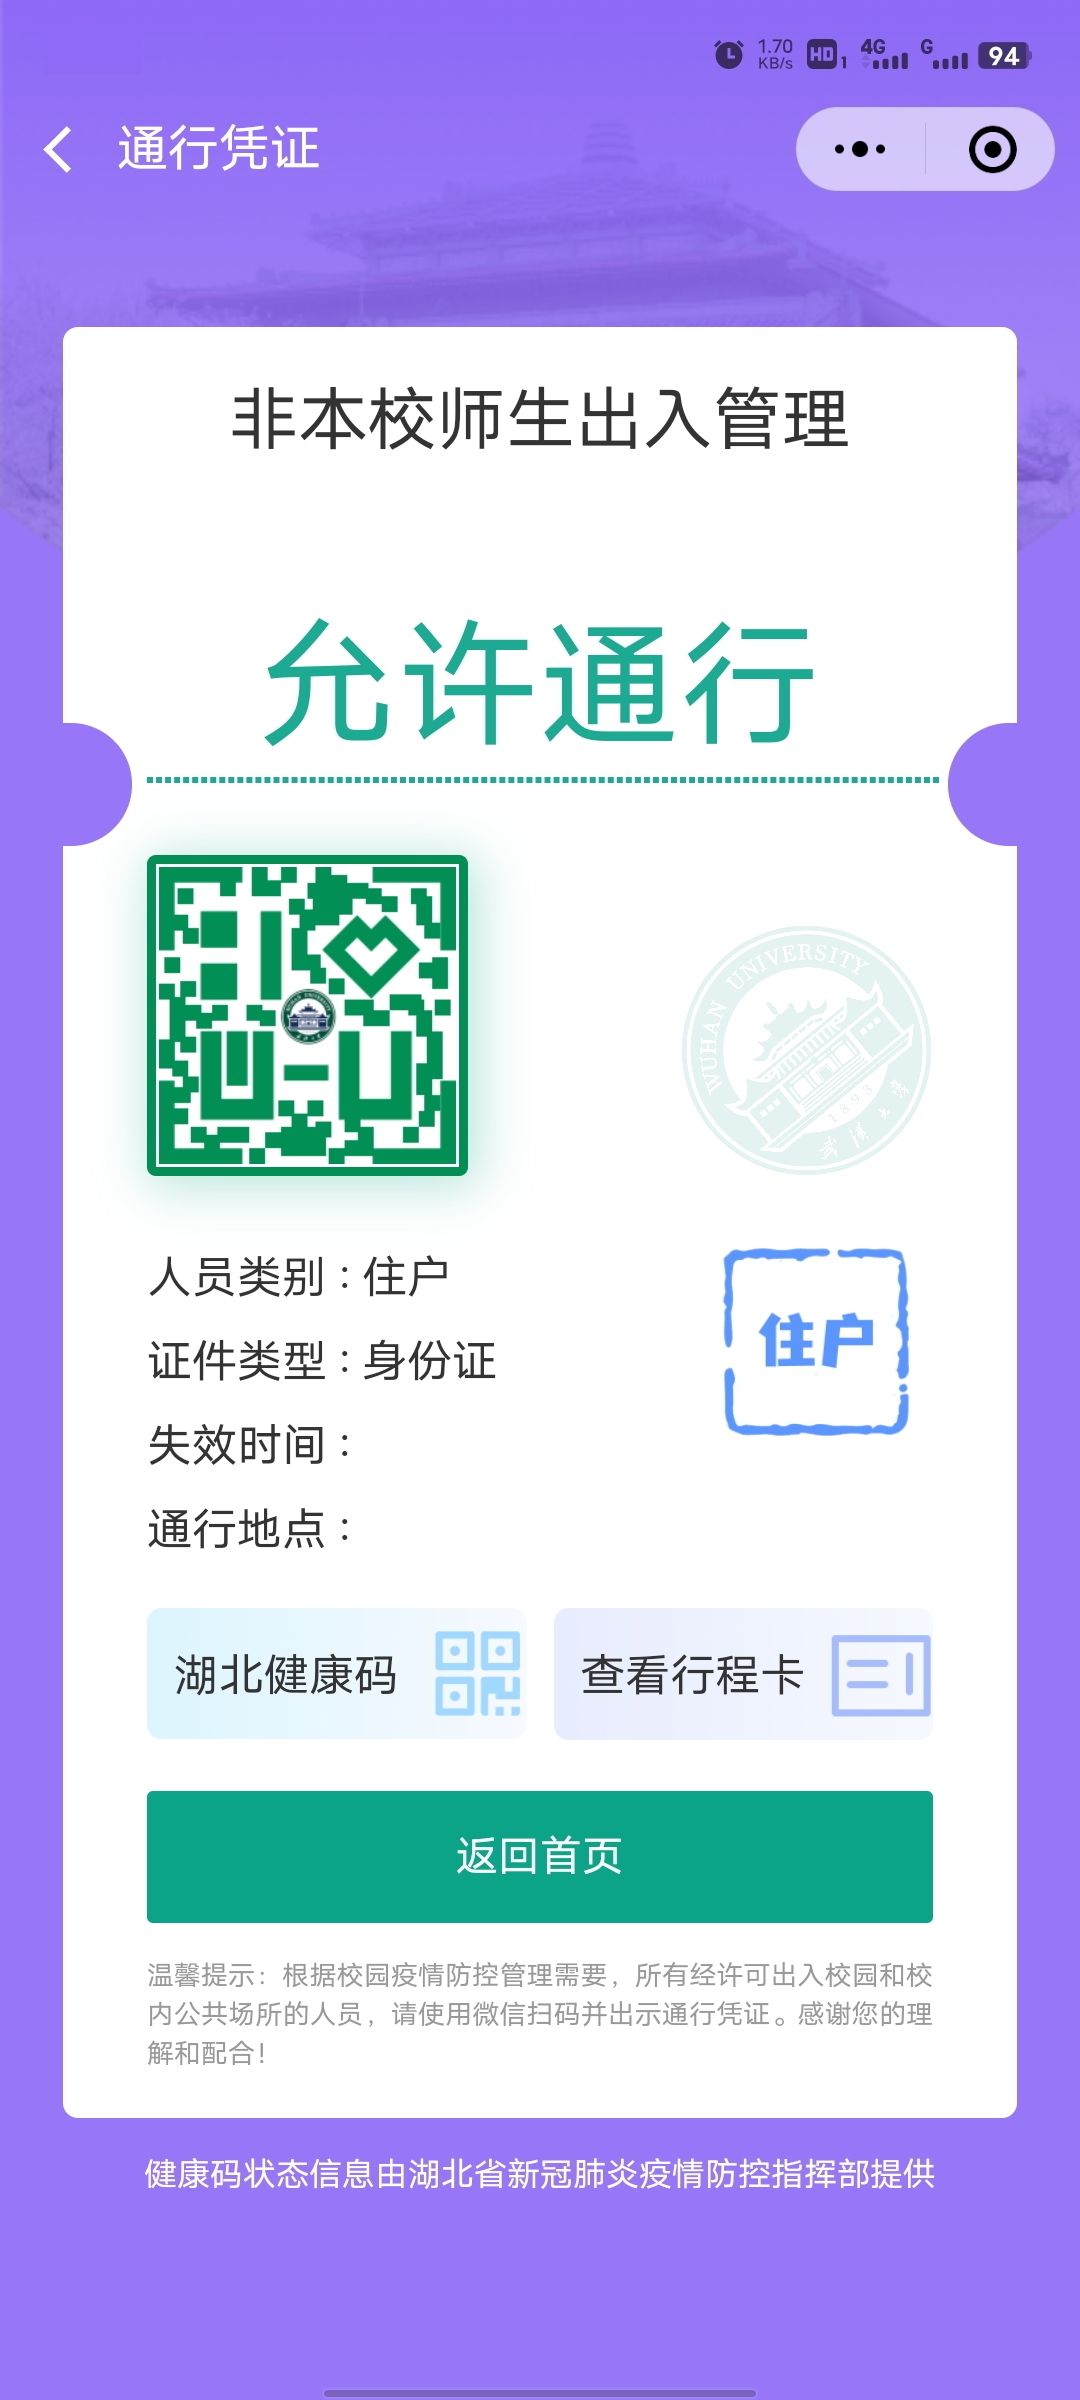 1.70
KB/s
HD 1
4G
G
94
通行凭证
非本校师生出入管理
允许通行
WUHAN UNIVERSITY
1893
武汉大学
人员类别：住户
住户
证件类型：身份证
失效时间：
通行地点：
湖北健康码
查看行程卡
返回首页
温馨提示：根据校园疫情防控管理需要，所有经许可出入校园和校
内公共场所的人员，请使用微信扫码并出示通行凭证。感谢您的理
解和配合！
健康码状态信息由湖北省新冠肺炎疫情防控指挥部提供